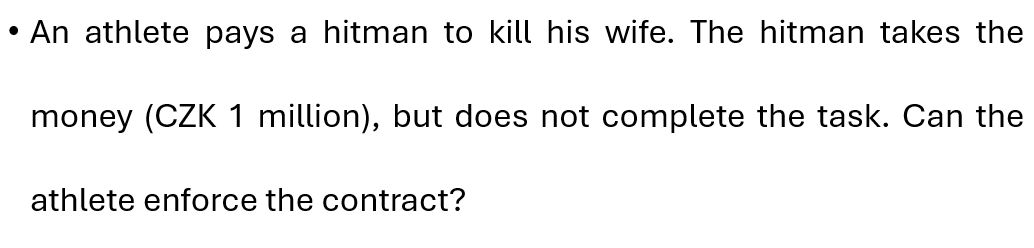 • An athlete pays a hitman to kill his wife. The hitman takes the
money (CZK 1 million), but does not complete the task. Can the
athlete enforce the contract?